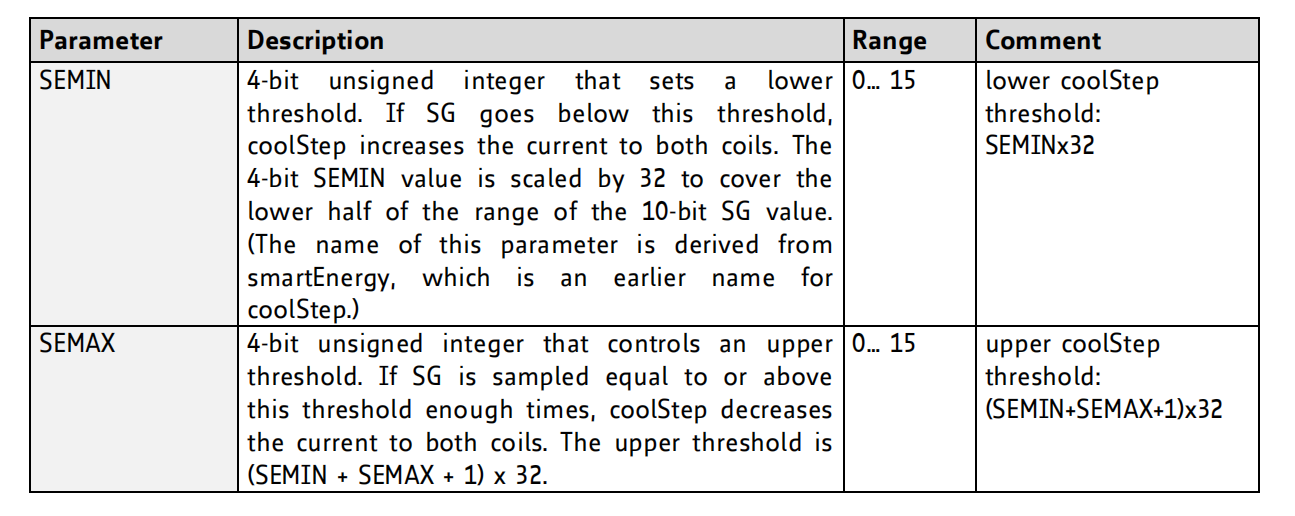 Parameter Description Range Comment
SEMIN 4-bit unsigned integer that sets a lower 0... 15 lower coolStep
threshold. If SG goes below this threshold, threshold:
coolStep increases the current to both coils. The SEMINx32
4-bit SEMIN value is scaled by 32 to cover the
lower half of the range of the 10-bit SG value.
(The name of this parameter is derived from
smartEnergy, which is an earlier name for
coolStep.)
SEMAX 4-bit unsigned integer that controls an upper 0... 15 upper coolStep
threshold. If SG is sampled equal to or above threshold:
this threshold enough times, coolStep decreases (SEMIN+SEMAX+1)x32
the current to both coils. The upper threshold is
(SEMIN + SEMAX + 1) x 32.